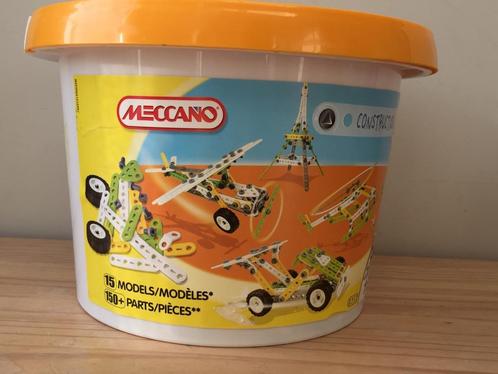 MECCANO
CONSTRUCTI
15 MODELS/MODÈLES*
150+ PARTS/PIÈCES**